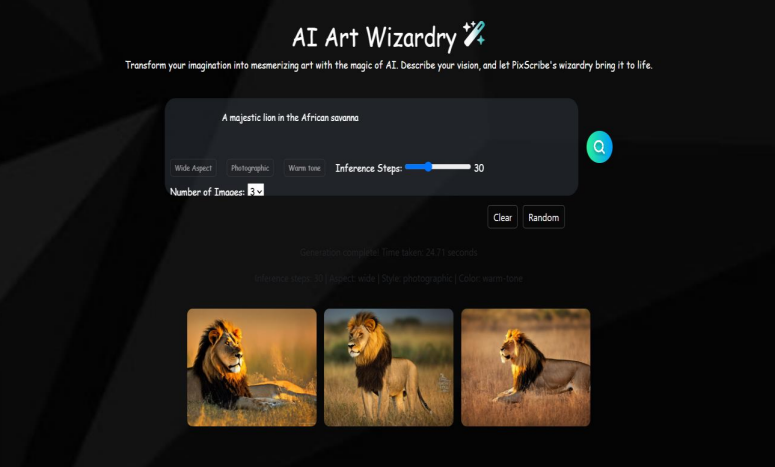 AI Art Wizardry
Transform your imagination into mesmerizing art with the magic of AI. Describe your vision, and let PixScribe's wizardry bring it to life.
A majestic lion in the African savanna
Wide Aspect Photographic Warm tone Inference Steps: 30
Number of Images: 3
Clear Random
Generation complete! Time taken: 24.71 seconds
Inference steps: 30 | Aspect: wide | Style: photographic | Color: warm-tone